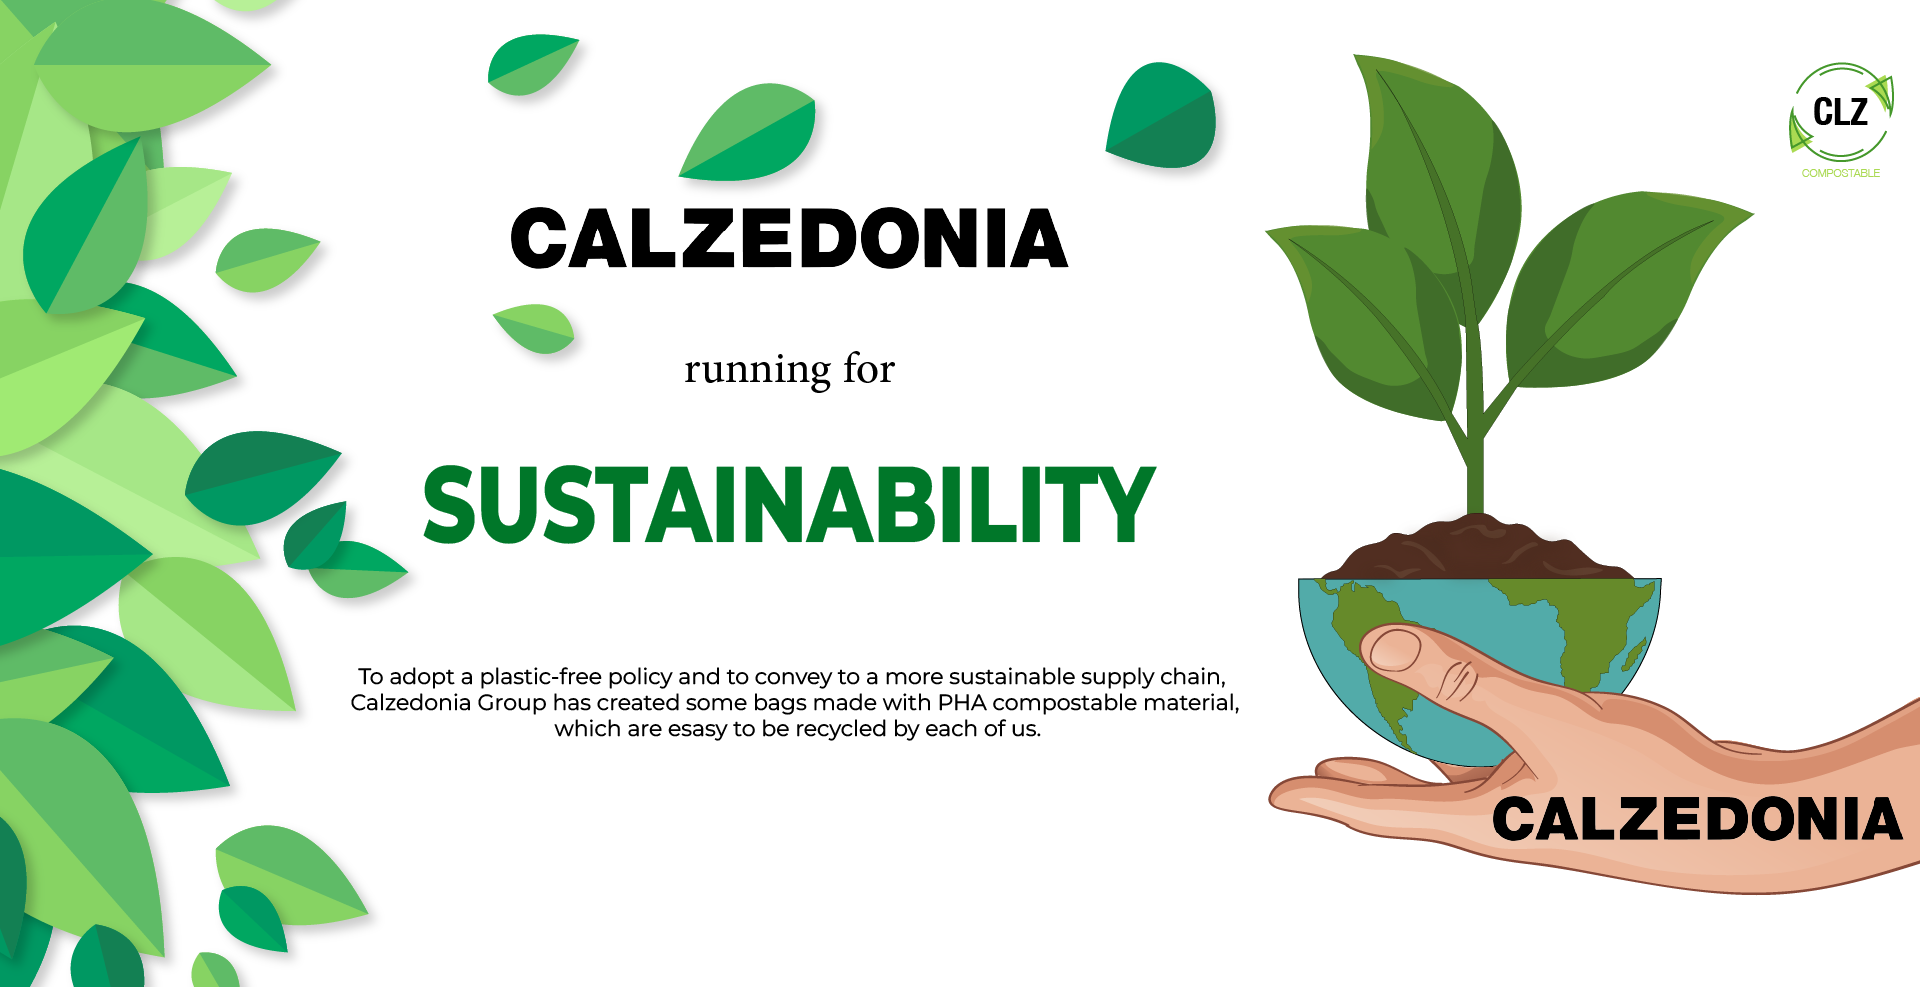 CALZEDONIA
running for
SUSTAINABILITY
To adopt a plastic-free policy and to convey to a more sustainable supply chain,
Calzedonia Group has created some bags made with PHA compostable material,
which are esasy to be recycled by each of us.
CLZ
COMPOSTABLE
CALZEDONIA